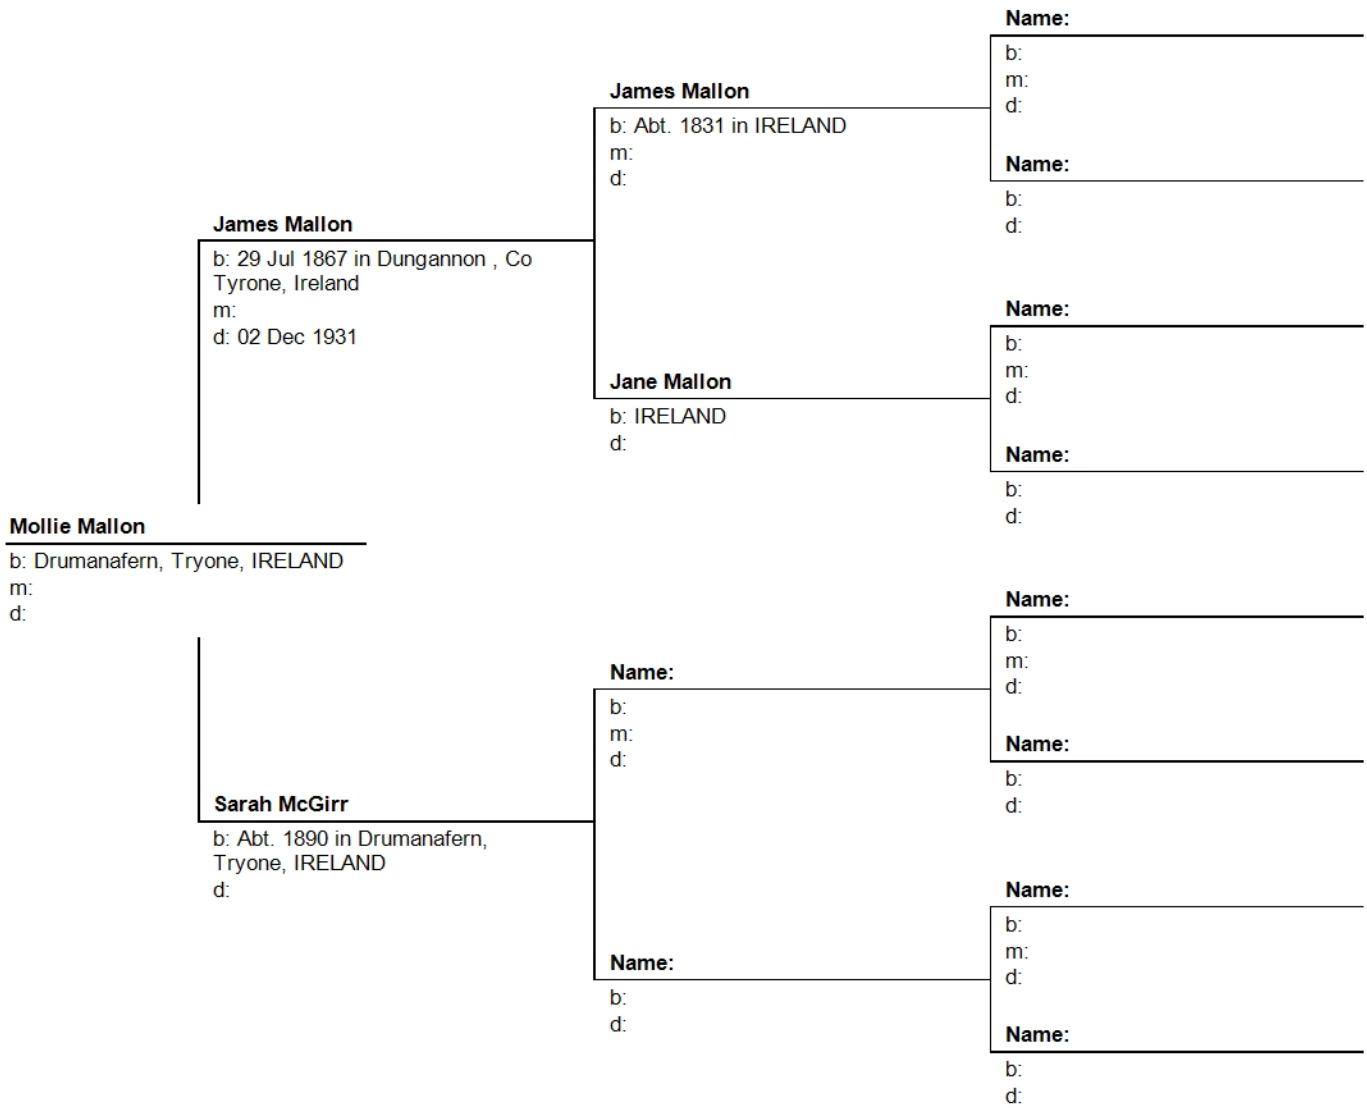 Name:
b:
m:
d:
James Mallon
b: Abt. 1831 in IRELAND
m:
d:
Name:
b:
d:
James Mallon
b: 29 Jul 1867 in Dungannon , Co
Tyrone, Ireland
m:
d: 02 Dec 1931
Name:
b:
m:
d:
Jane Mallon
b: IRELAND
d:
Name:
b:
d:
Mollie Mallon
b: Drumanafern, Tryone, IRELAND
m:
d:
Name:
b:
m:
d:
Name:
b:
m:
d:
Name:
b:
d:
Sarah McGirr
b: Abt. 1890 in Drumanafern,
Tryone, IRELAND
d:
Name:
b:
m:
d:
Name:
b:
d:
Name:
b:
d: